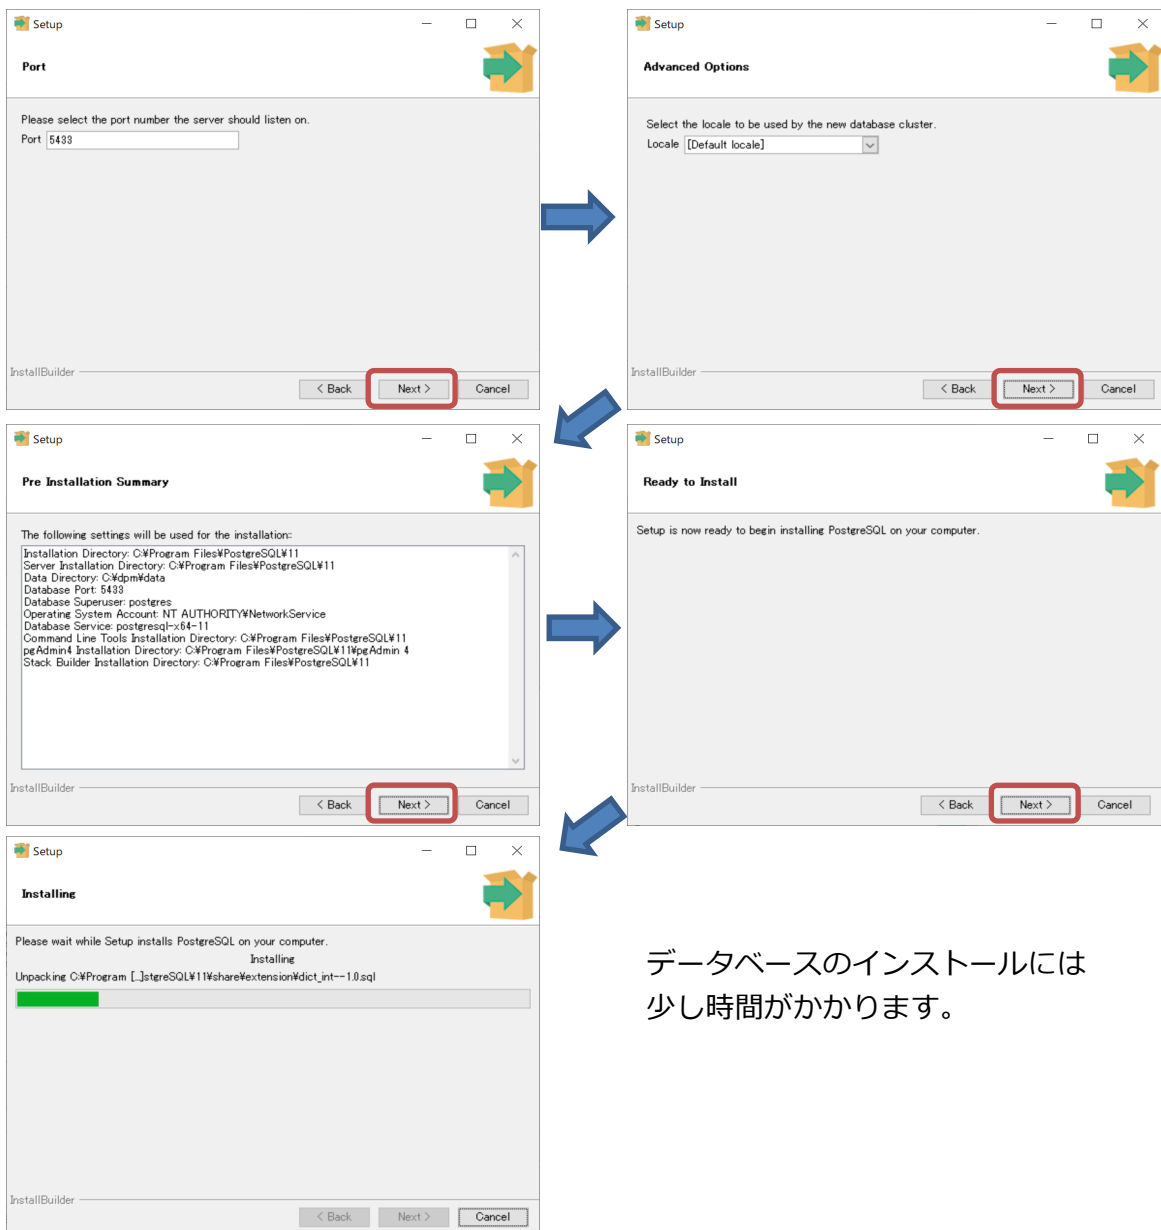 Setup
Port
Please select the port number the server should listen on.
Port 5433
InstallBuilder
< Back Next > Cancel
Setup
Advanced Options
Select the locale to be used by the new database cluster.
Locale [Default locale]
InstallBuilder
< Back Next > Cancel
Setup
Pre Installation Summary
The following settings will be used for the installation:
Installation Directory: C:¥Program Files¥PostgreSQL¥11
Server Installation Directory: C:¥Program Files¥PostgreSQL¥11
Data Directory: C:¥dpm¥data
Database Port: 5433
Database Superuser: postgres
Operating System Account: NT AUTHORITY¥NetworkService
Database Service: postgresql-x64-11
Command Line Tools Installation Directory: C:¥Program Files¥PostgreSQL¥11
pgAdmin4 Installation Directory: C:¥Program Files¥PostgreSQL¥11¥pgAdmin 4
Stack Builder Installation Directory: C:¥Program Files¥PostgreSQL¥11
InstallBuilder
< Back Next > Cancel
Setup
Ready to Install
Setup is now ready to begin installing PostgreSQL on your computer.
InstallBuilder
< Back Next > Cancel
Setup
Installing
Please wait while Setup installs PostgreSQL on your computer.
Installing
Unpacking C:¥Program [...]stgreSQL¥11¥share¥extension¥dict_int--1.0.sql
InstallBuilder
< Back Next > Cancel
データベースのインストールには
少し時間がかかります。